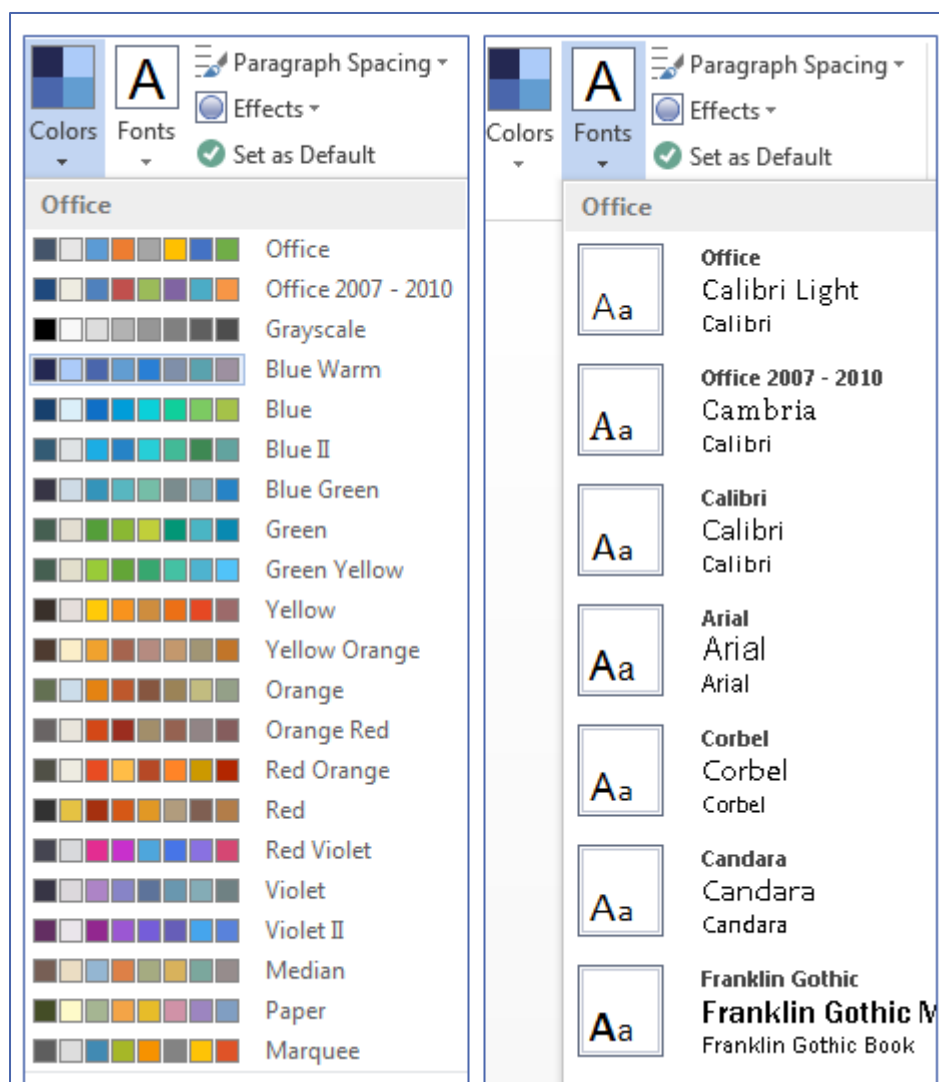 A
Paragraph Spacing
Effects
Colors Fonts
Set as Default
Office
Office
Office 2007 - 2010
Grayscale
Blue Warm
Blue
Blue II
Blue Green
Green
Green Yellow
Yellow
Yellow Orange
Orange
Orange Red
Red Orange
Red
Red Violet
Violet
Violet II
Median
Paper
Marquee
A
Paragraph Spacing
Effects
Colors Fonts
Set as Default
Office
Aa
Office
Calibri Light
Calibri
Aa
Office 2007 - 2010
Cambria
Calibri
Aa
Calibri
Calibri
Calibri
Aa
Arial
Arial
Arial
Aa
Corbel
Corbel
Corbel
Aa
Candara
Candara
Candara
Aa
Franklin Gothic
Franklin Gothic M
Franklin Gothic Book